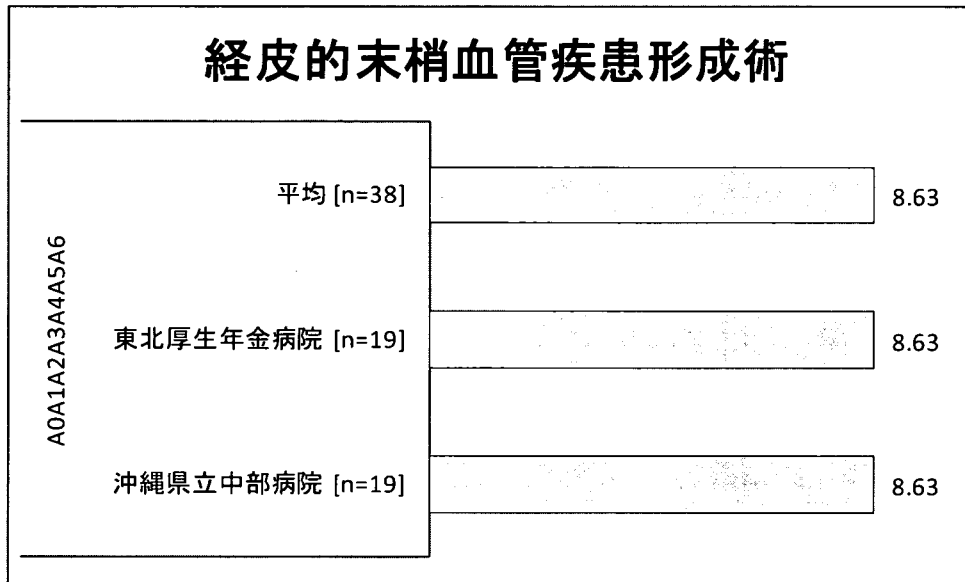 経皮的末梢血管疾患形成術
A0A1A2A3A4A5A6
平均 [n=38]
8.63
東北厚生年金病院 [n=19]
8.63
沖縄県立中部病院 [n=19]
8.63